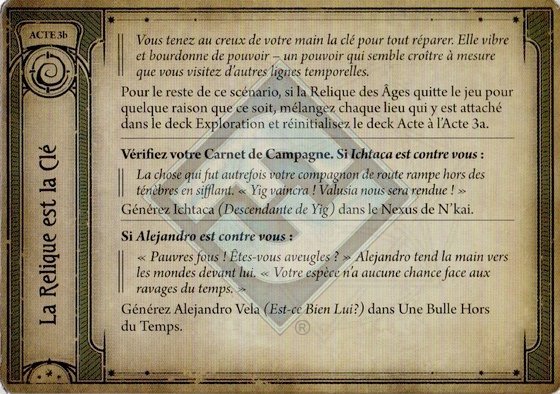 ACTE 3b
La Relique est la Clé
Vous tenez au creux de votre main la clé pour tout réparer. Elle vibre
et bourdonne de pouvoir – un pouvoir qui semble croître à mesure
que vous visitez d'autres lignes temporelles.
Pour le reste de ce scénario, si la Relique des Âges quitte le jeu pour
quelque raison que ce soit, mélangez chaque lieu qui y est attaché
dans le deck Exploration et réinitialisez le deck Acte à l'Acte 3a.
Vérifiez votre Carnet de Campagne. Si Ichtaca est contre vous :
La chose qui fut autrefois votre compagnon de route rampe hors des
ténèbres en sifflant. « Yig vaincra ! Valusia nous sera rendue ! »
Générez Ichtaca (Descendante de Yig) dans le Nexus de N'kai.
Si Alejandro est contre vous :
« Pauvres fous ! Êtes-vous aveugles ? » Alejandro tend la main vers
les mondes devant lui. « Votre espèce n'a aucune chance face aux
ravages du temps. »
Générez Alejandro Vela (Est-ce Bien Lui?) dans Une Bulle Hors
du Temps.
®